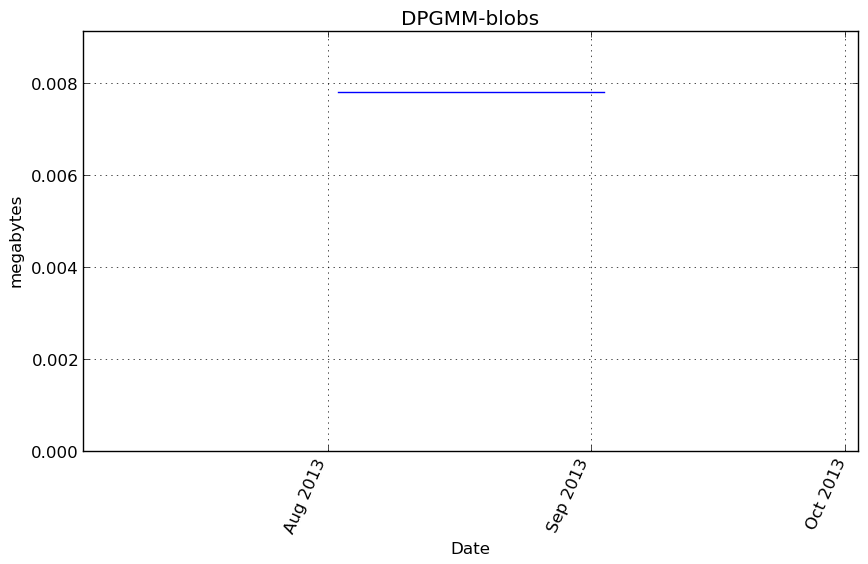 DPGMM-blobs
0.008
0.006
0.004
0.002
0.000
megabytes
Aug 2013
Sep 2013
Oct 2013
Date